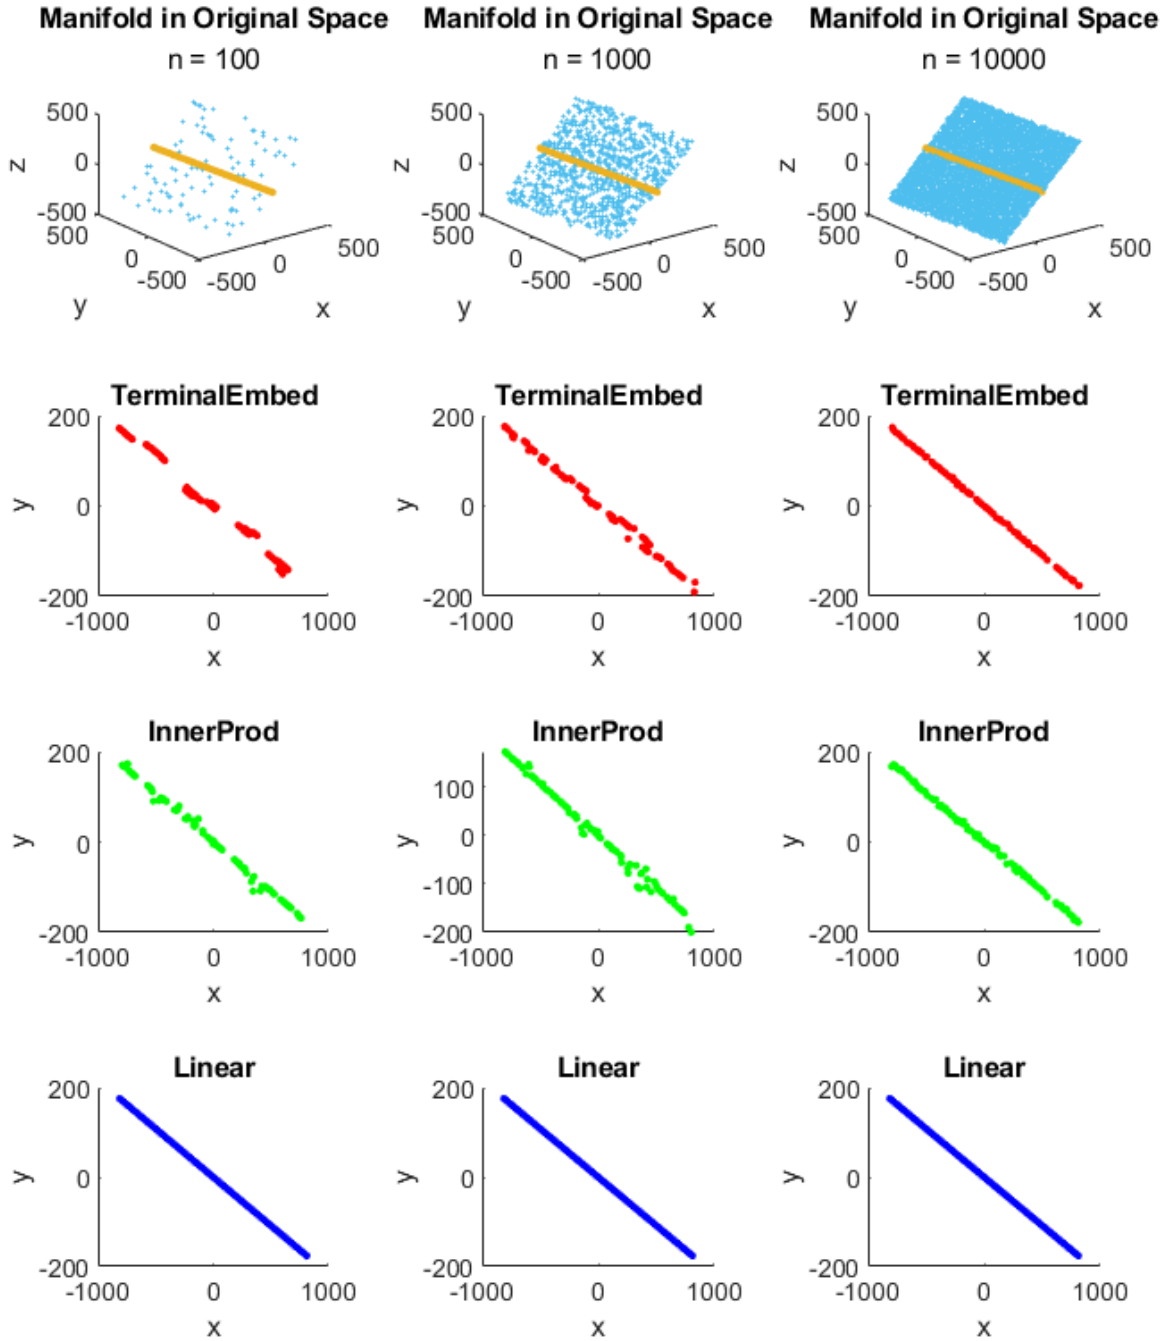 Manifold in Original Space Manifold in Original Space Manifold in Original Space
n = 100 n = 1000 n = 10000
500 500 500
z 0 z 0 z 0
-500 -500 -500
500 500 500 500 500 500
0 0 0 0 0 0
-500 -500 -500 -500 -500 -500
y x y x y x
TerminalEmbed TerminalEmbed TerminalEmbed
200 200 200
y 0 y 0 y 0
-200 -200 -200
-1000 0 1000 -1000 0 1000 -1000 0 1000
x x x
InnerProd InnerProd InnerProd
200 200
100
y 0 y 0 y 0
-100
-200 -200 -200
-1000 0 1000 -1000 0 1000 -1000 0 1000
x x x
Linear Linear Linear
200 200 200
y 0 y 0 y 0
-200 -200 -200
-1000 0 1000 -1000 0 1000 -1000 0 1000
x x x